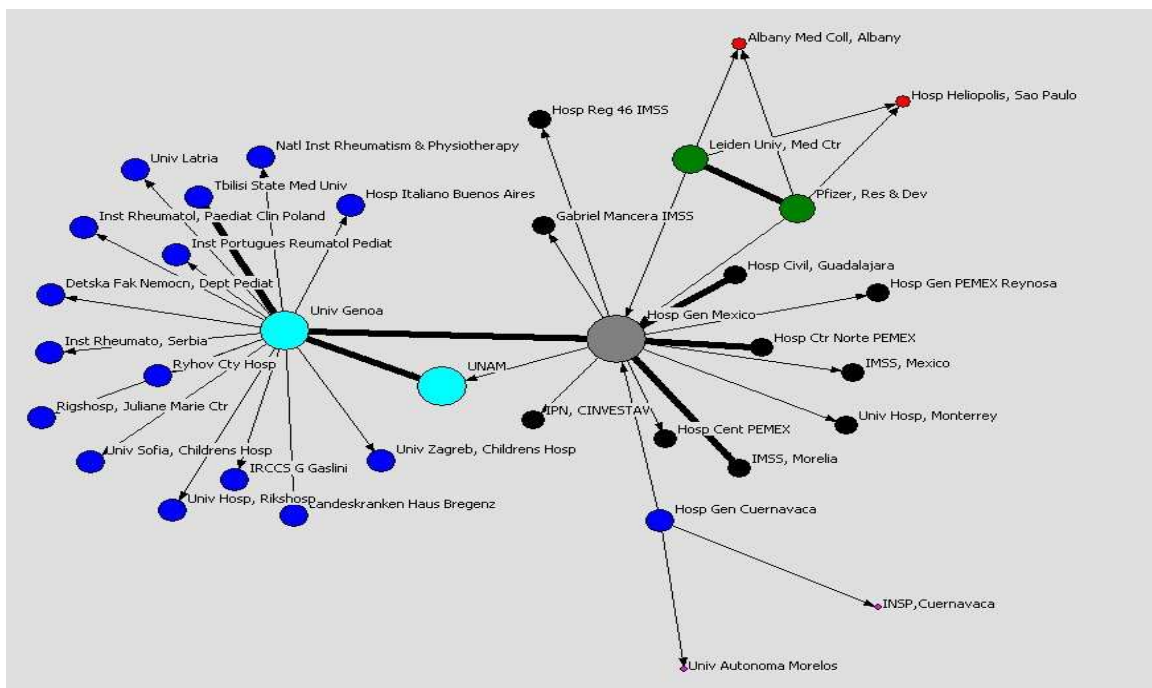 Albany Med Coll, Albany
Hosp Heliopolis, Sao Paulo
Hosp Reg 46 IMSS
Leiden Univ, Med Ctr
Natl Inst Rheumatism & Physiotherapy
Univ Latria
Tbilisi State Med Univ
Hosp Italiano Buenos Aires
Pfizer, Res & Dev
Inst Rheumatol, Paediat Clin Poland
Gabriel Mancera IMSS
Inst Portugues Reumatol Pediat
Hosp Civil, Guadalajara
Detska Fak Nemocn, Dept Pediat
Hosp Gen PEMEX Reynosa
Univ Genoa
Hosp Gen Mexico
Inst Rheumato, Serbia
Hosp Ctr Norte PEMEX
Ryhov Cty Hosp
UNAM
IMSS, Mexico
Rigshosp, Juliane Marie Ctr
IPN, CINVESTAV
Univ Hosp, Monterrey
Hosp Cent PEMEX
Univ Sofia, Childrens Hosp
Univ Zagreb, Childrens Hosp
IMSS, Morelia
IRCCS G Gaslini
Univ Hosp, Rikshosp
Landeskranken Haus Bregenz
Hosp Gen Cuernavaca
INSP,Cuernavaca
Univ Autonoma Morelos